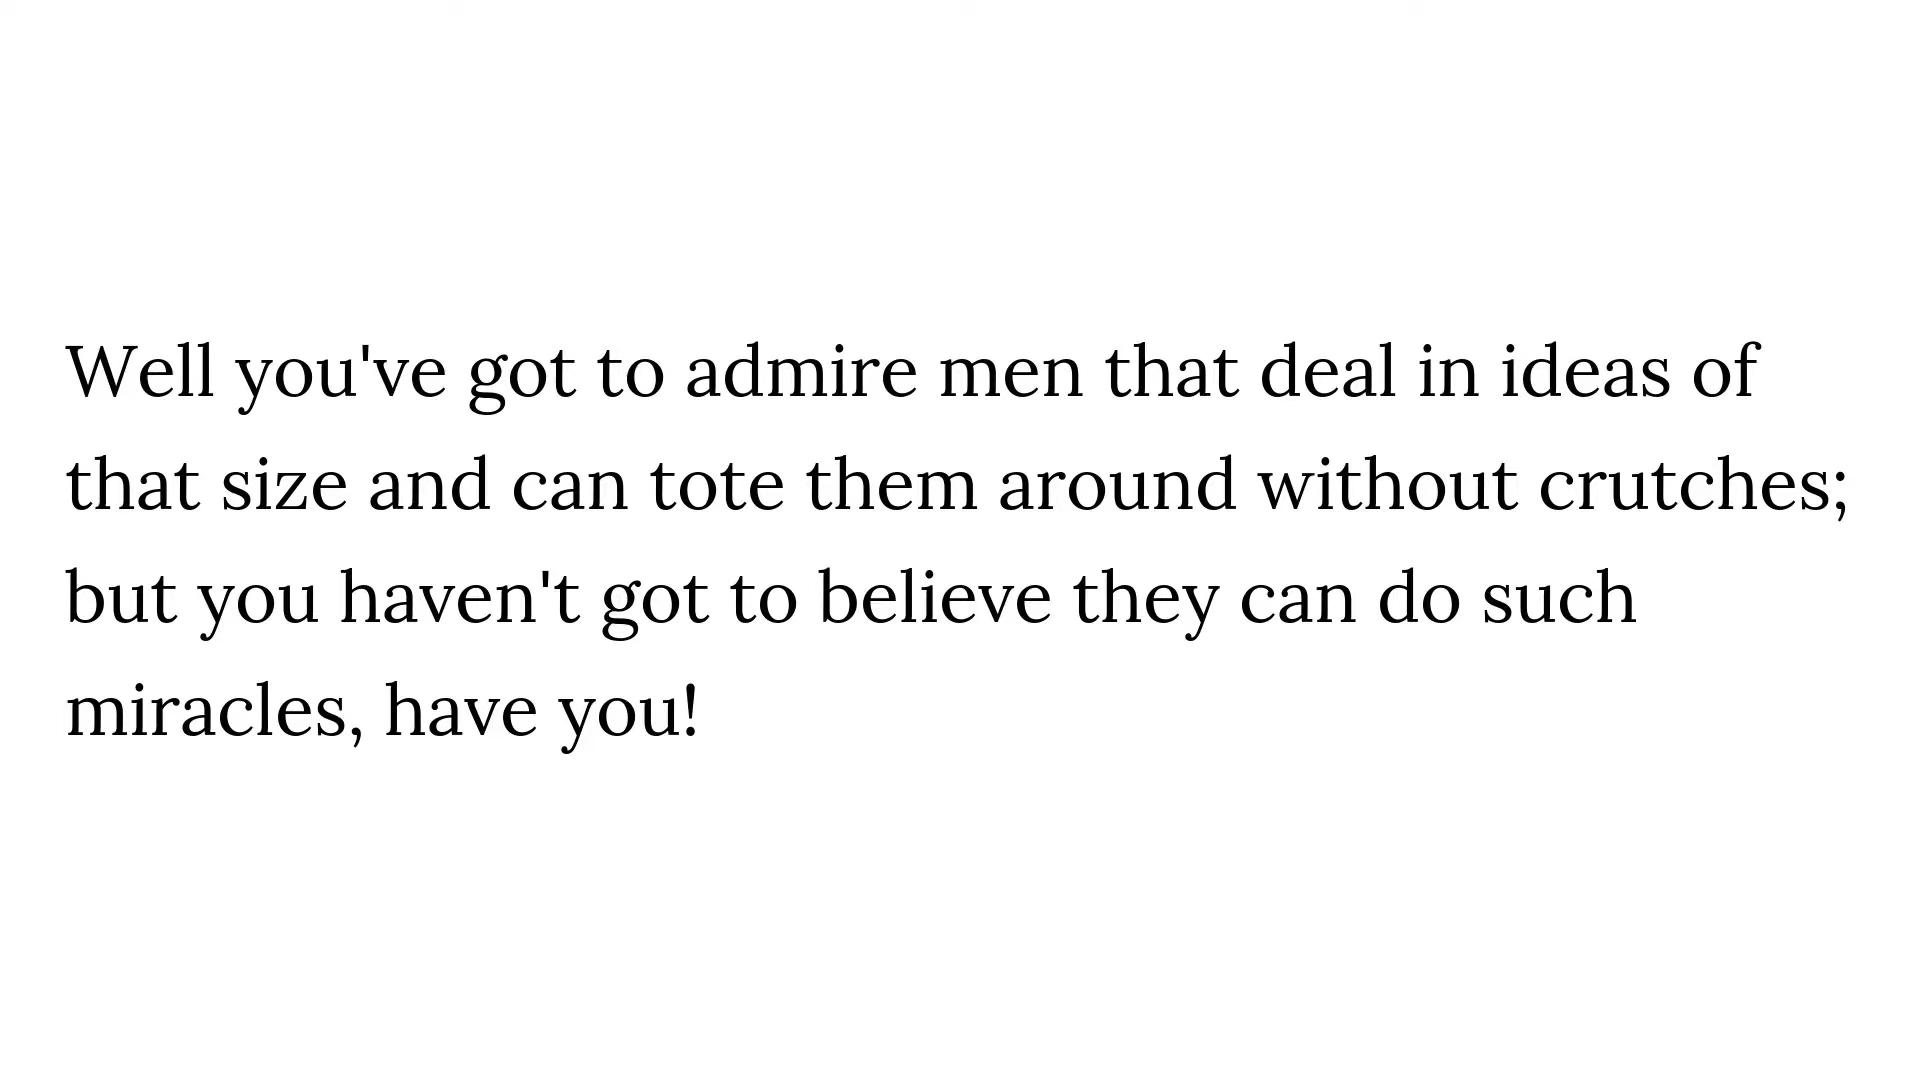 Well you've got to admire men that deal in ideas of
that size and can tote them around without crutches;
but you haven't got to believe they can do such
miracles, have you!